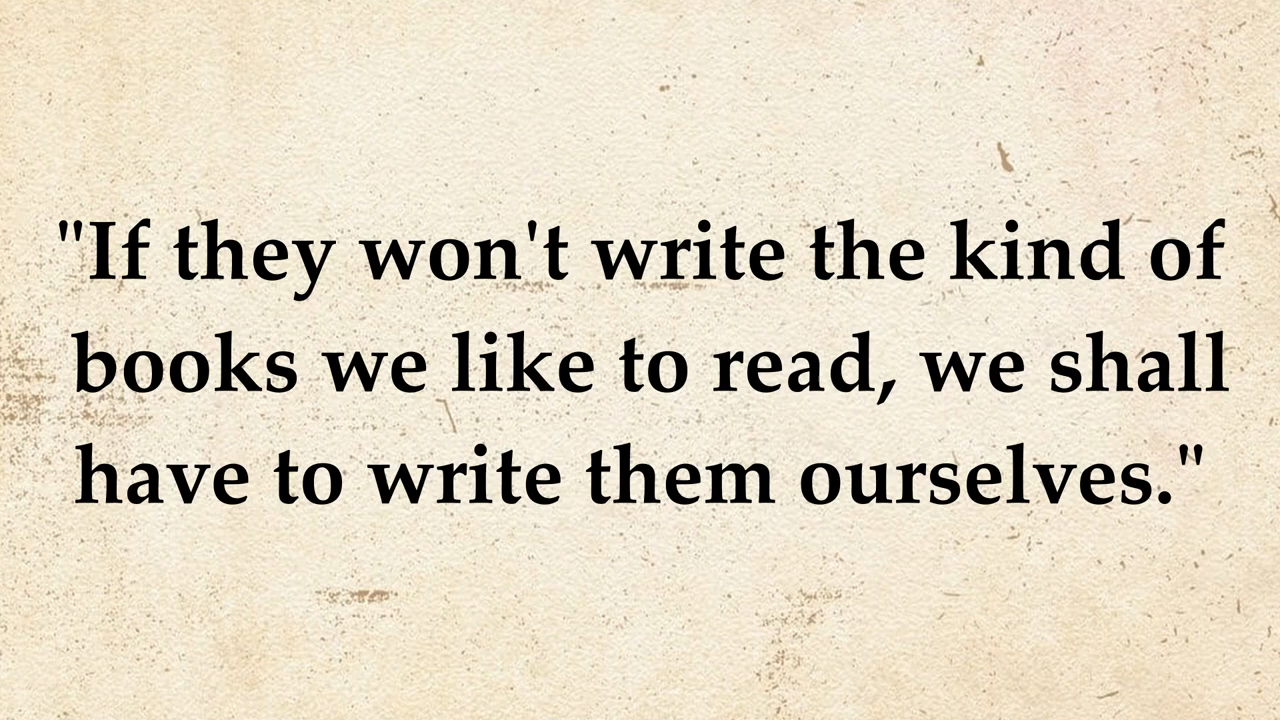 "If they won't write the kind of
books we like to read, we shall
have to write them ourselves."